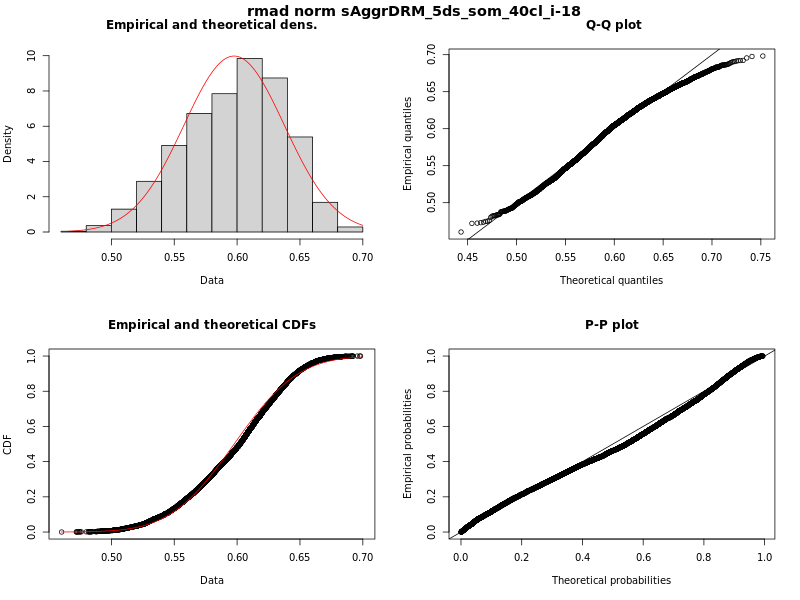 rmad norm sAggrDRM_5ds_som_40cl_i-18
Empirical and theoretical dens.
Density
0 2 4 6 8 10
0.50 0.55 0.60 0.65 0.70
Data
Q-Q plot
Empirical quantiles
0.50 0.55 0.60 0.65 0.70
0.45 0.50 0.55 0.60 0.65 0.70 0.75
Theoretical quantiles
Empirical and theoretical CDFs
CDF
0.0 0.2 0.4 0.6 0.8 1.0
0.50 0.55 0.60 0.65 0.70
Data
P-P plot
Empirical probabilities
0.0 0.2 0.4 0.6 0.8 1.0
0.0 0.2 0.4 0.6 0.8 1.0
Theoretical probabilities